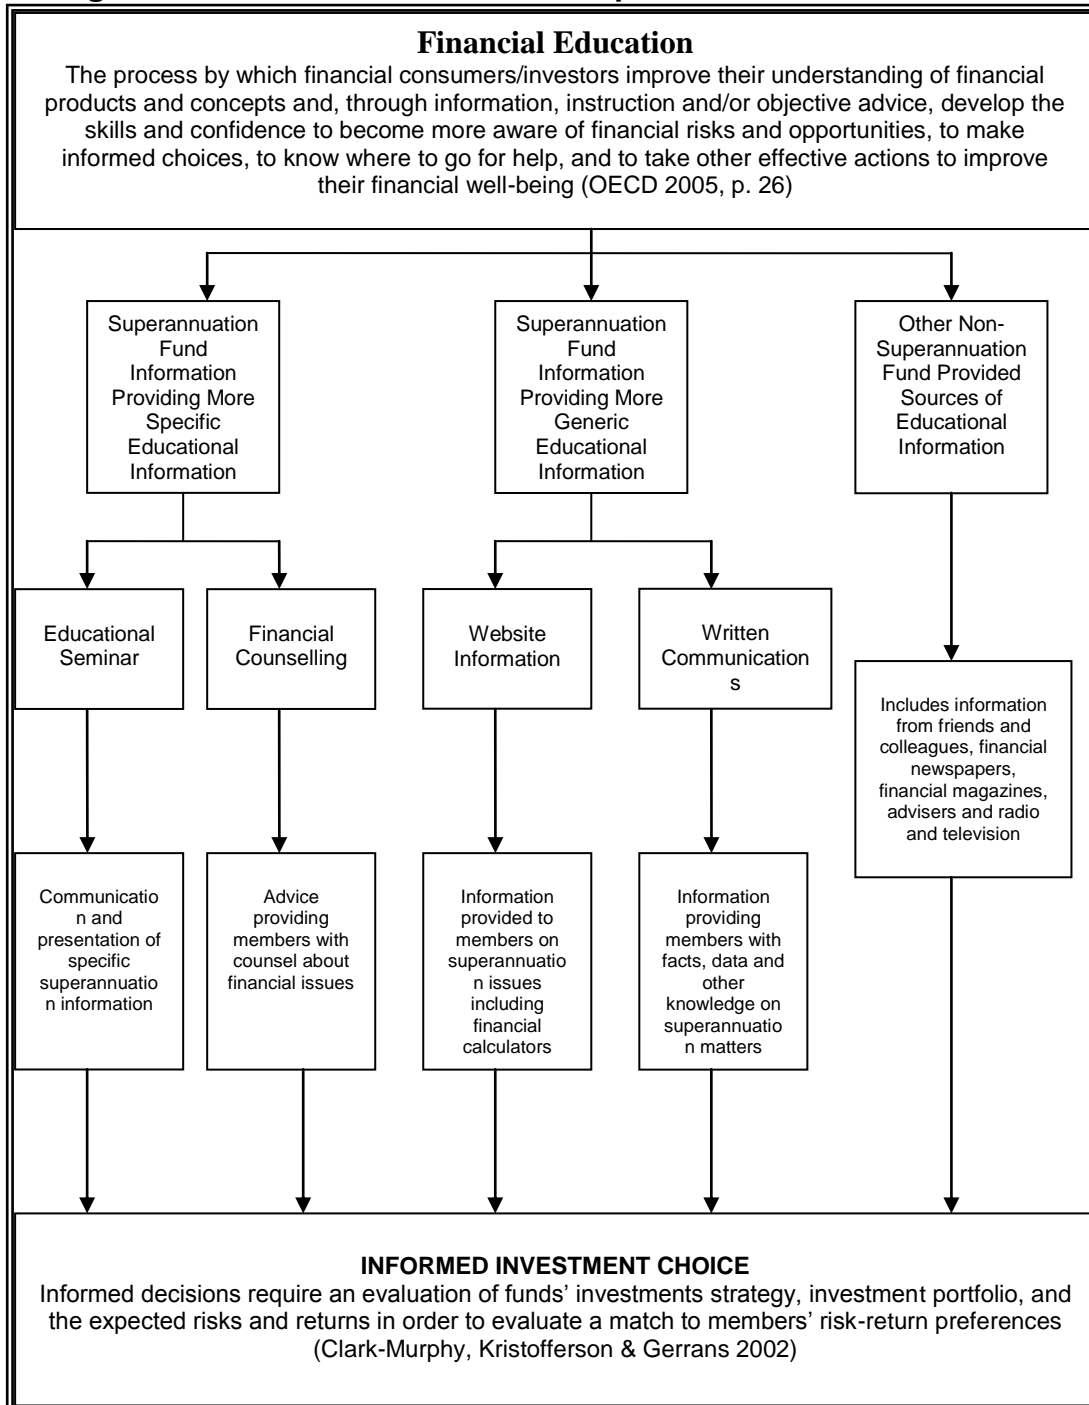 Financial Education
The process by which financial consumers/investors improve their understanding of financial
products and concepts and, through information, instruction and/or objective advice, develop the
skills and confidence to become more aware of financial risks and opportunities, to make
informed choices, to know where to go for help, and to take other effective actions to improve
their financial well-being (OECD 2005, p. 26)
Superannuation
Fund
Information
Providing More
Specific
Educational
Information
Superannuation
Fund
Information
Providing More
Generic
Educational
Information
Other Non-
Superannuation
Fund Provided
Sources of
Educational
Information
Educational
Seminar
Financial
Counselling
Website
Information
Written
Communication
s
Includes information
from friends and
colleagues, financial
newspapers,
financial magazines,
advisers and radio
and television
Communicatio
n and
presentation of
specific
superannuatio
n information
Advice
providing
members with
counsel about
financial issues
Information
provided to
members on
superannuatio
n issues
including
financial
calculators
Information
providing
members with
facts, data and
other
knowledge on
superannuatio
n matters
INFORMED INVESTMENT CHOICE
Informed decisions require an evaluation of funds’ investments strategy, investment portfolio, and
the expected risks and returns in order to evaluate a match to members’ risk-return preferences
(Clark-Murphy, Kristofferson & Gerrans 2002)